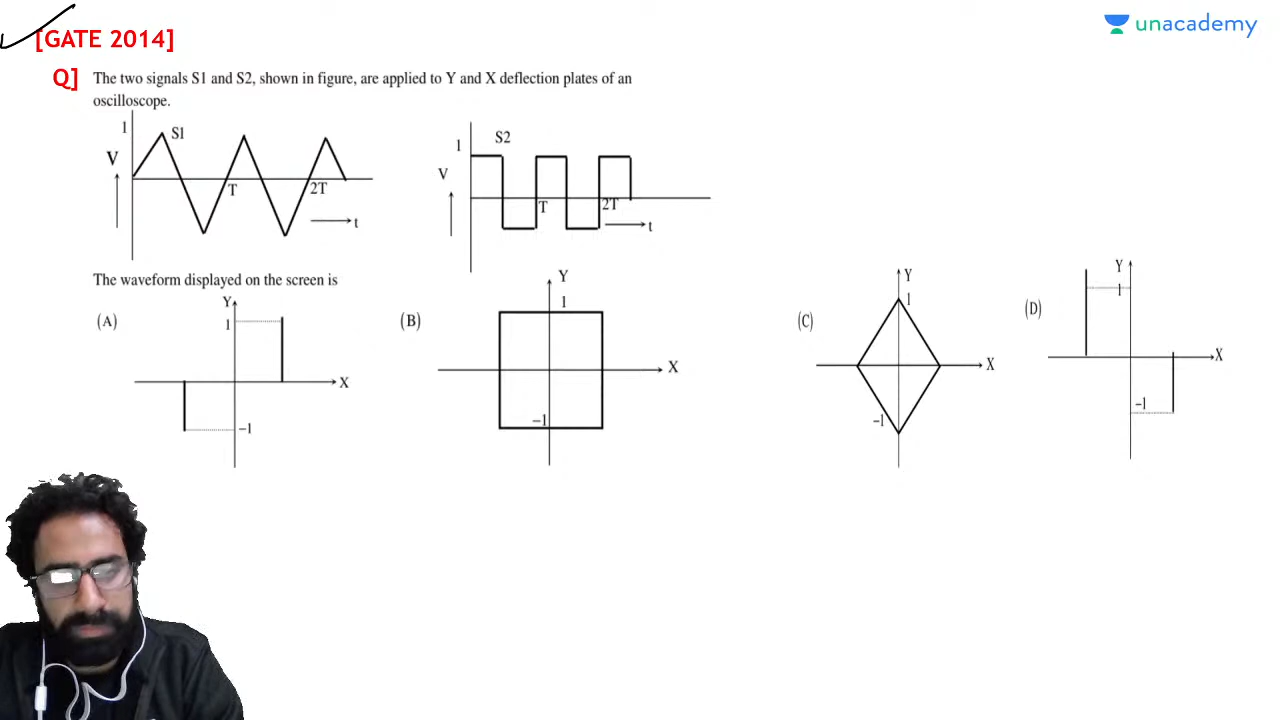 [GATE 2014]
unacademy
Q] The two signals S1 and S2, shown in figure, are applied to Y and X deflection plates of an
oscilloscope.
1 S1
V
T 2T
t
S2
1
V
T 2T
t
The waveform displayed on the screen is
(A) Y 1 X −1
(B) Y 1 X −1
(C) Y 1 X −1
(D) Y 1 X −1